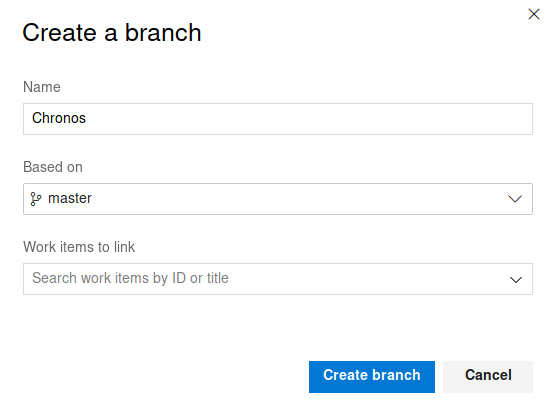 Create a branch
Name
Chronos
Based on
master
Work items to link
Search work items by ID or title
Create branch
Cancel